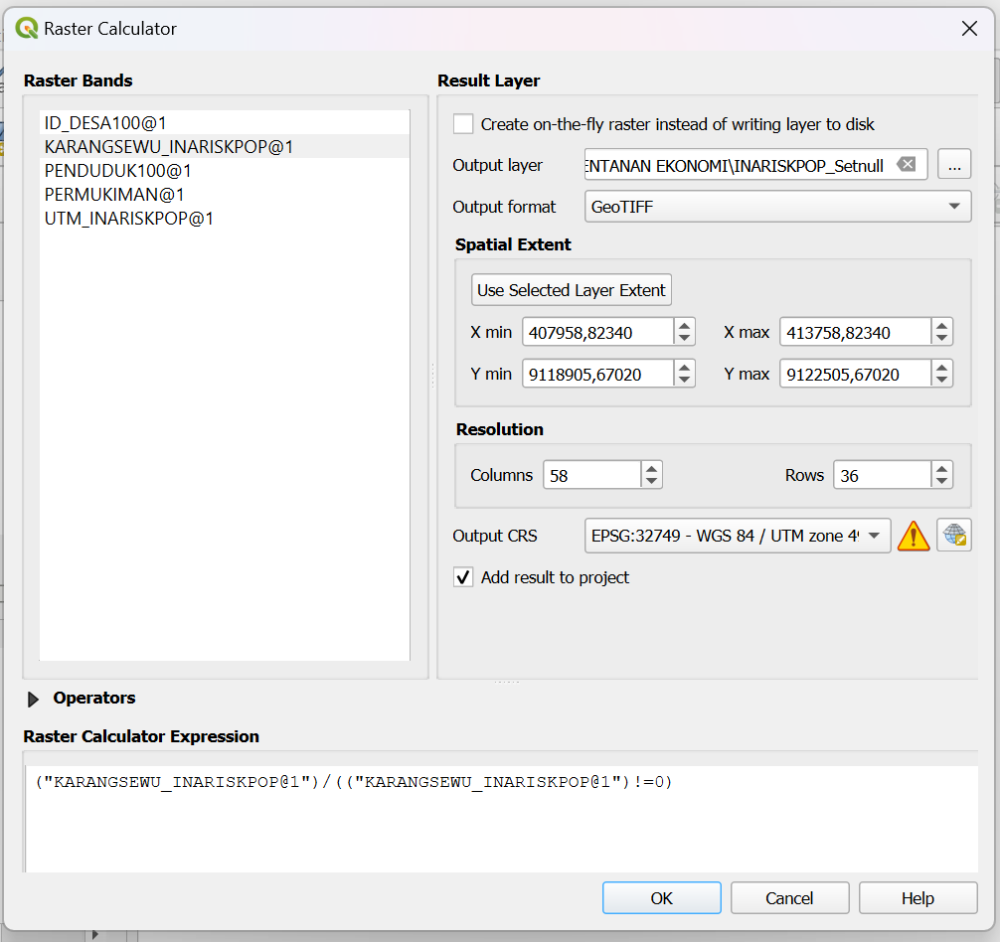 Raster Calculator
Raster Bands
ID_DESA100@1
KARANGSEWU_INARISKPOP@1
PENDUDUK100@1
PERMUKIMAN@1
UTM_INARISKPOP@1
Result Layer
Create on-the-fly raster instead of writing layer to disk
Output layer ENTANAN EKONOMI\INARISKPOP_Setnull ...
Output format GeoTIFF
Spatial Extent
Use Selected Layer Extent
X min 407958,82340 X max 413758,82340
Y min 9118905,67020 Y max 9122505,67020
Resolution
Columns 58 Rows 36
Output CRS EPSG:32749 - WGS 84 / UTM zone 49
Add result to project
Operators
Raster Calculator Expression
("KARANGSEWU_INARISKPOP@1")/(("KARANGSEWU_INARISKPOP@1")!=0)
OK Cancel Help